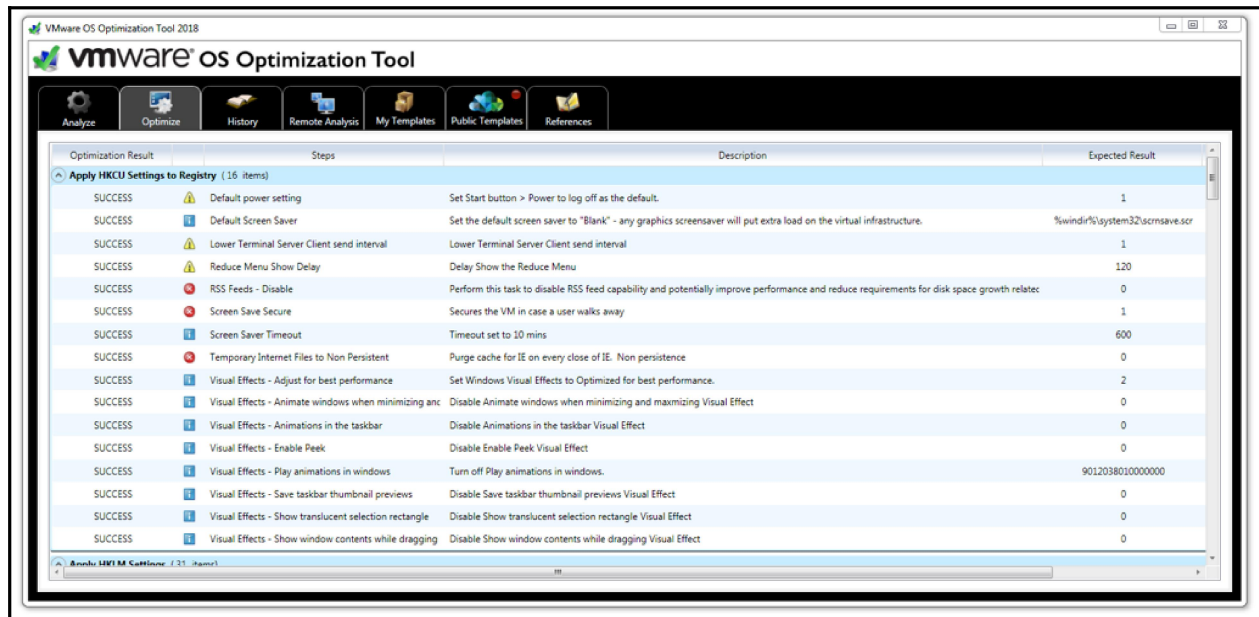 VMware OS Optimization Tool 2018
vmware® OS Optimization Tool
Analyze Optimize History Remote Analysis My Templates Public Templates References
Optimization Result Steps Description Expected Result
Apply HKCU Settings to Registry ( 16 items)
SUCCESS Default power setting Set Start button > Power to log off as the default. 1
SUCCESS Default Screen Saver Set the default screen saver to "Blank" - any graphics screensaver will put extra load on the virtual infrastructure. %windir%\system32\scrnsave.scr
SUCCESS Lower Terminal Server Client send interval Lower Terminal Server Client send interval 1
SUCCESS Reduce Menu Show Delay Delay Show the Reduce Menu 120
SUCCESS RSS Feeds - Disable Perform this task to disable RSS feed capability and potentially improve performance and reduce requirements for disk space growth related 0
SUCCESS Screen Save Secure Secures the VM in case a user walks away 1
SUCCESS Screen Saver Timeout Timeout set to 10 mins 600
SUCCESS Temporary Internet Files to Non Persistent Purge cache for IE on every close of IE. Non persistence 0
SUCCESS Visual Effects - Adjust for best performance Set Windows Visual Effects to Optimized for best performance. 2
SUCCESS Visual Effects - Animate windows when minimizing and Disable Animate windows when minimizing and maxmizing Visual Effect 0
SUCCESS Visual Effects - Animations in the taskbar Disable Animations in the taskbar Visual Effect 0
SUCCESS Visual Effects - Enable Peek Disable Enable Peek Visual Effect 0
SUCCESS Visual Effects - Play animations in windows Turn off Play animations in windows. 9012038010000000
SUCCESS Visual Effects - Save taskbar thumbnail previews Disable Save taskbar thumbnail previews Visual Effect 0
SUCCESS Visual Effects - Show translucent selection rectangle Disable Show translucent selection rectangle Visual Effect 0
SUCCESS Visual Effects - Show window contents while dragging Disable Show window contents while dragging Visual Effect 0
Apply HKLM Settings ( 31 items)